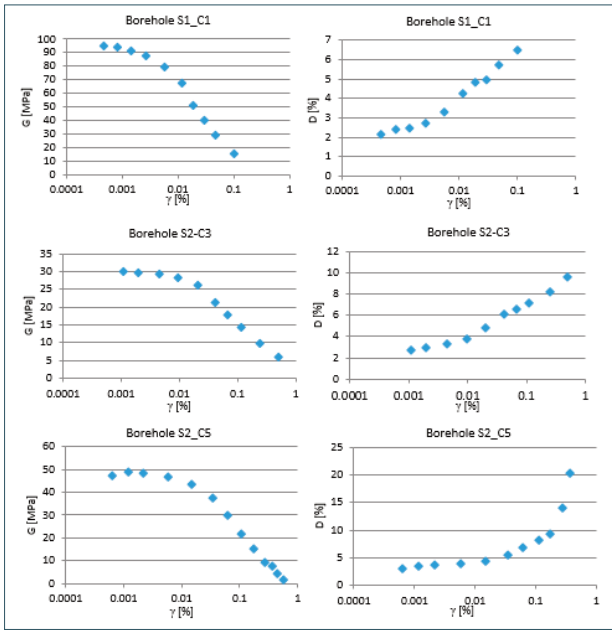 Borehole S1_C1
G [MPa]
100
90
80
70
60
50
40
30
20
10
0
0.0001 0.001 0.01 0.1 1
γ [%]
Borehole S1_C1
D [%]
7
6
5
4
3
2
1
0
0.0001 0.001 0.01 0.1 1
γ [%]
Borehole S2-C3
G [MPa]
35
30
25
20
15
10
5
0
0.0001 0.001 0.01 0.1 1
γ [%]
Borehole S2-C3
D [%]
12
10
8
6
4
2
0
0.0001 0.001 0.01 0.1 1
γ [%]
Borehole S2_C5
G [MPa]
60
50
40
30
20
10
0
0.0001 0.001 0.01 0.1 1
γ [%]
Borehole S2_C5
D [%]
25
20
15
10
5
0
0.0001 0.001 0.01 0.1 1
γ [%]